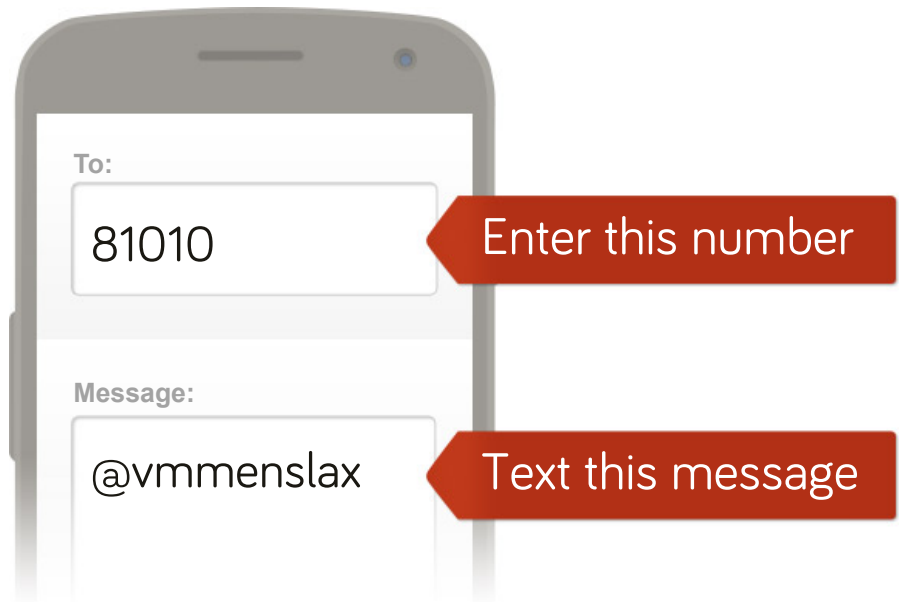 To:
81010
Enter this number
Message:
@vmmenslax
Text this message